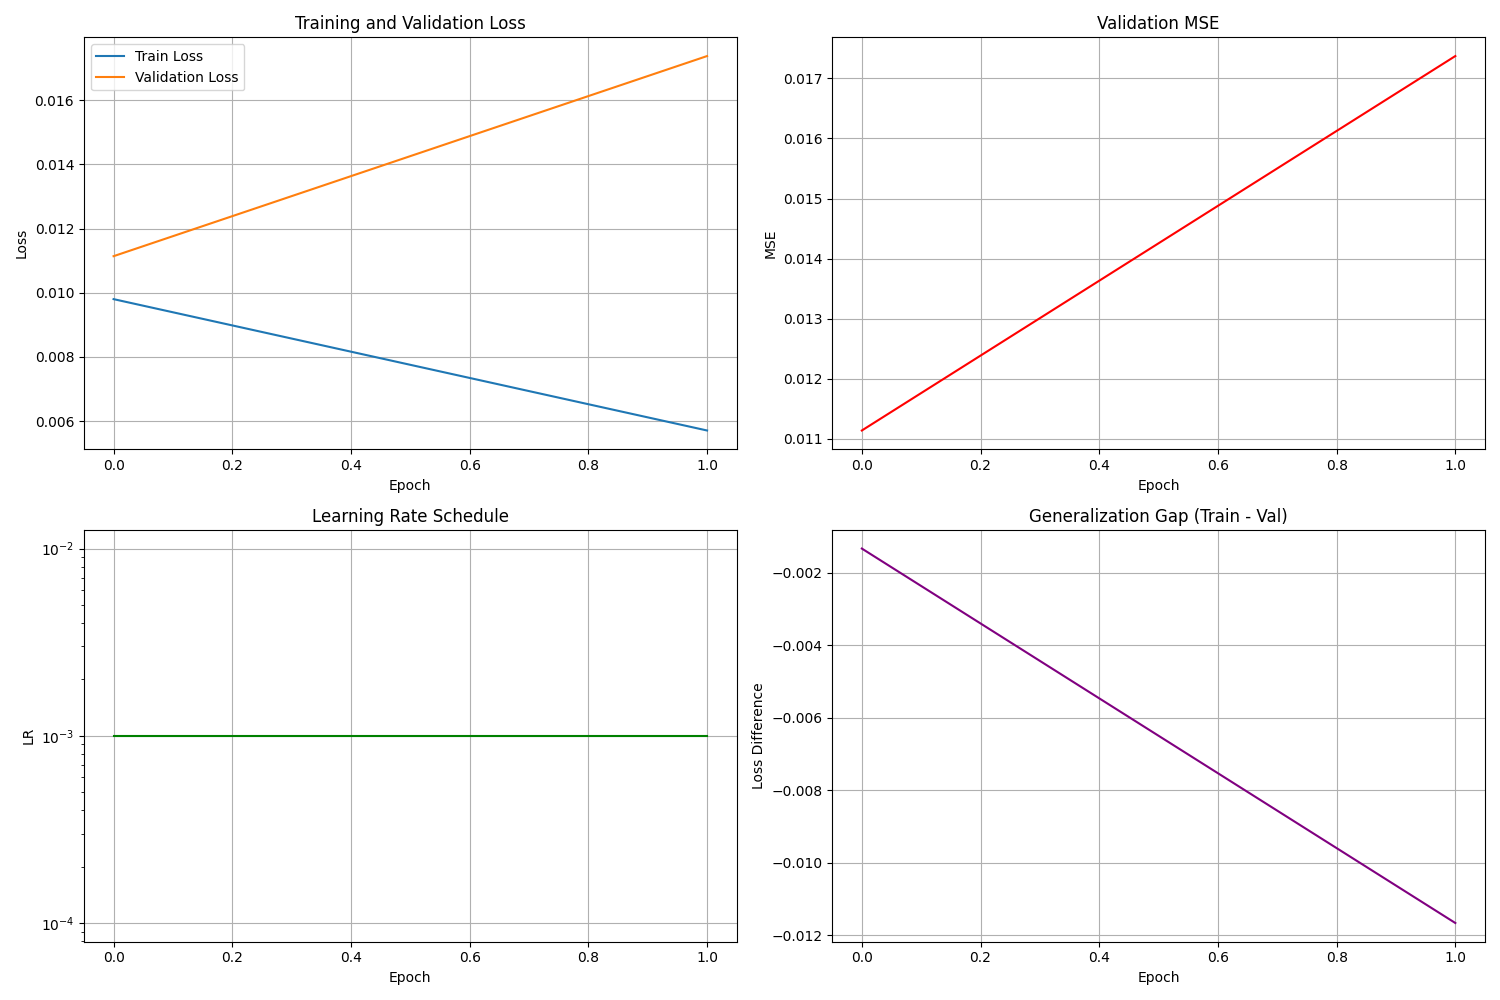 Training and Validation Loss
Train Loss
Validation Loss
0.016
0.014
0.012
0.010
0.008
0.006
Loss
0.0 0.2 0.4 0.6 0.8 1.0
Epoch
Validation MSE
0.017
0.016
0.015
0.014
0.013
0.012
0.011
MSE
0.0 0.2 0.4 0.6 0.8 1.0
Epoch
Learning Rate Schedule
10⁻²
10⁻³
10⁻⁴
LR
0.0 0.2 0.4 0.6 0.8 1.0
Epoch
Generalization Gap (Train - Val)
−0.002
−0.004
−0.006
−0.008
−0.010
−0.012
Loss Difference
0.0 0.2 0.4 0.6 0.8 1.0
Epoch